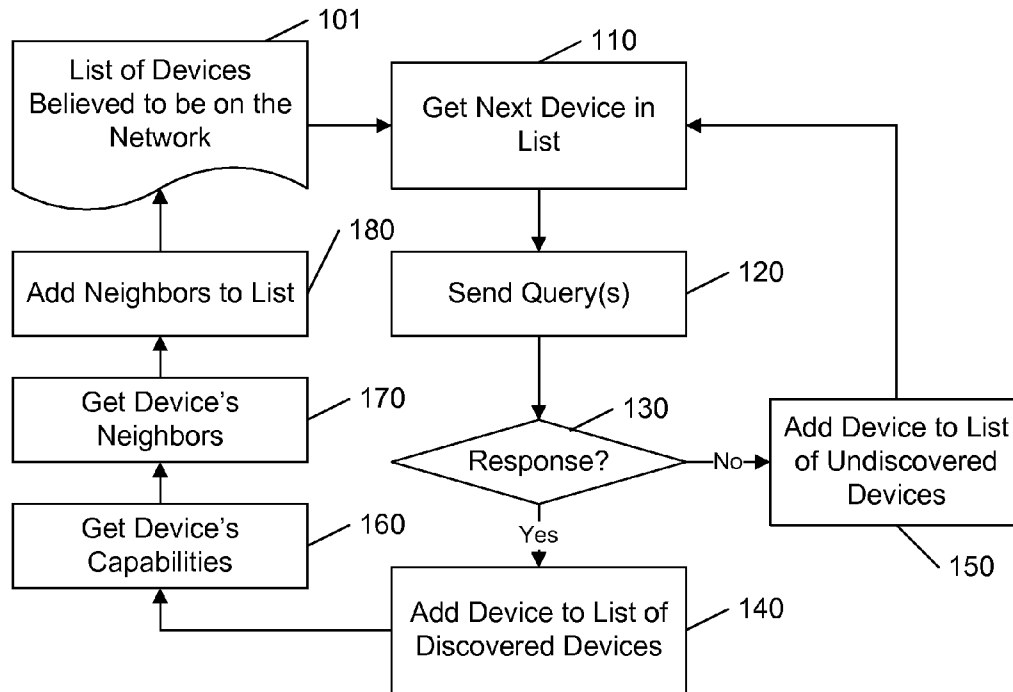 101
List of Devices
Believed to be on the
Network
110
Get Next Device in
List
180
Add Neighbors to List
120
Send Query(s)
170
Get Device's
Neighbors
130
Response?
No
Add Device to List
of Undiscovered
Devices
150
160
Get Device's
Capabilities
Yes
140
Add Device to List of
Discovered Devices